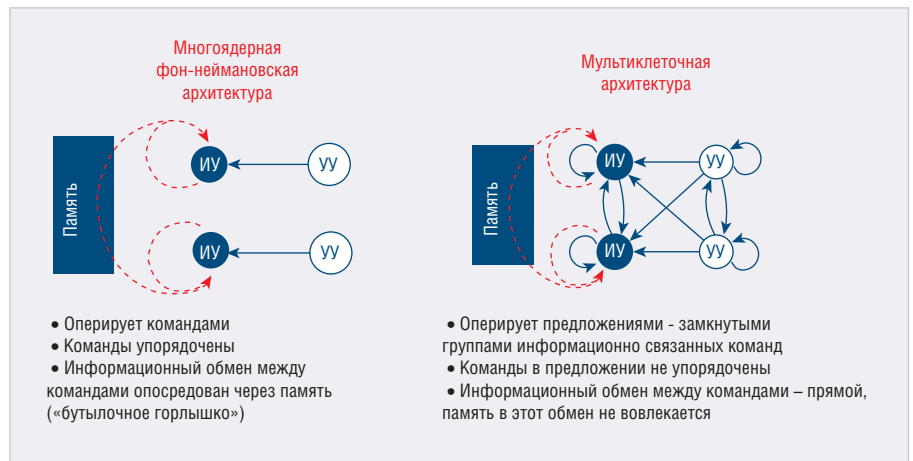 Многоядерная
фон-неймановская
архитектура
Память
ИУ
УУ
ИУ
УУ
• Оперирует командами
• Команды упорядочены
• Информационный обмен между
командами опосредован через память
(«бутылочное горлышко»)
Мультиклеточная
архитектура
Память
ИУ
УУ
ИУ
УУ
• Оперирует предложениями - замкнутыми
группами информационно связанных команд
• Команды в предложении не упорядочены
• Информационный обмен между командами – прямой,
память в этот обмен не вовлекается